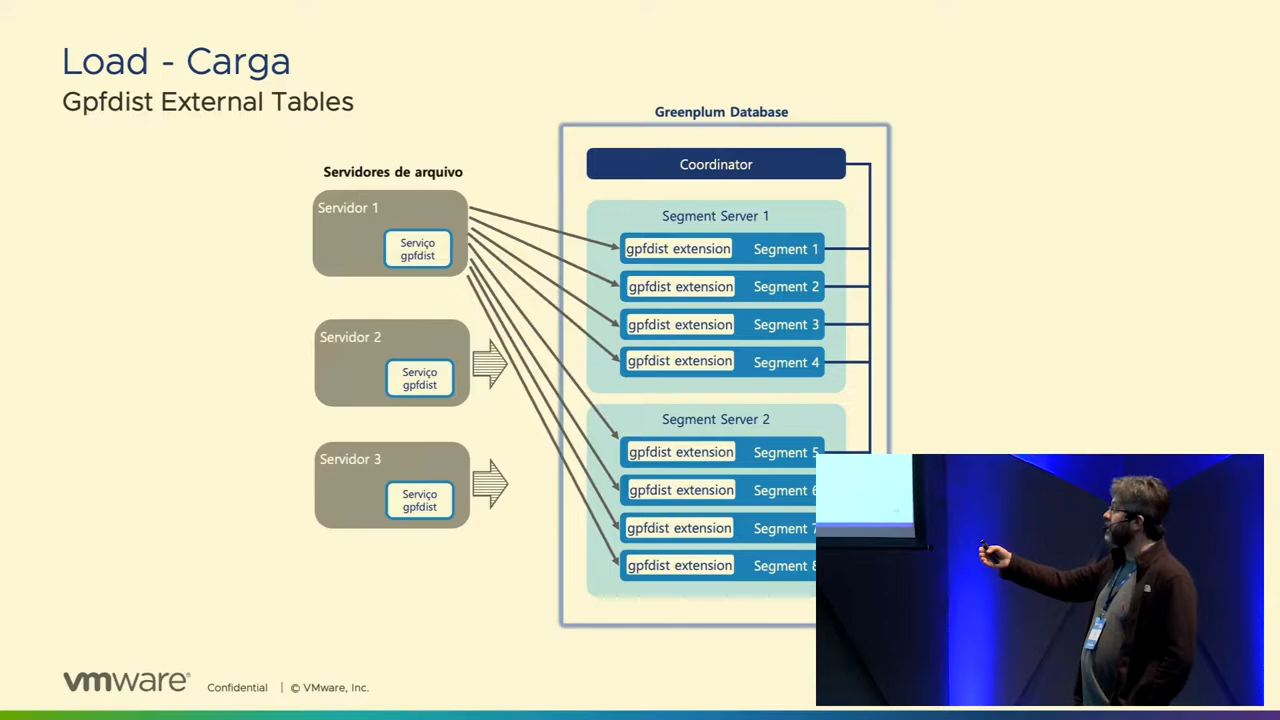 Load - Carga
Gpfdist External Tables
Greenplum Database
Coordinator
Servidores de arquivo
Servidor 1
Serviço
gpfdist
Servidor 2
Serviço
gpfdist
Servidor 3
Serviço
gpfdist
Segment Server 1
gpfdist extension Segment 1
gpfdist extension Segment 2
gpfdist extension Segment 3
gpfdist extension Segment 4
Segment Server 2
gpfdist extension Segment 5
gpfdist extension Segment 6
gpfdist extension Segment 7
gpfdist extension Segment 8
vmware®
Confidential | © VMware, Inc.